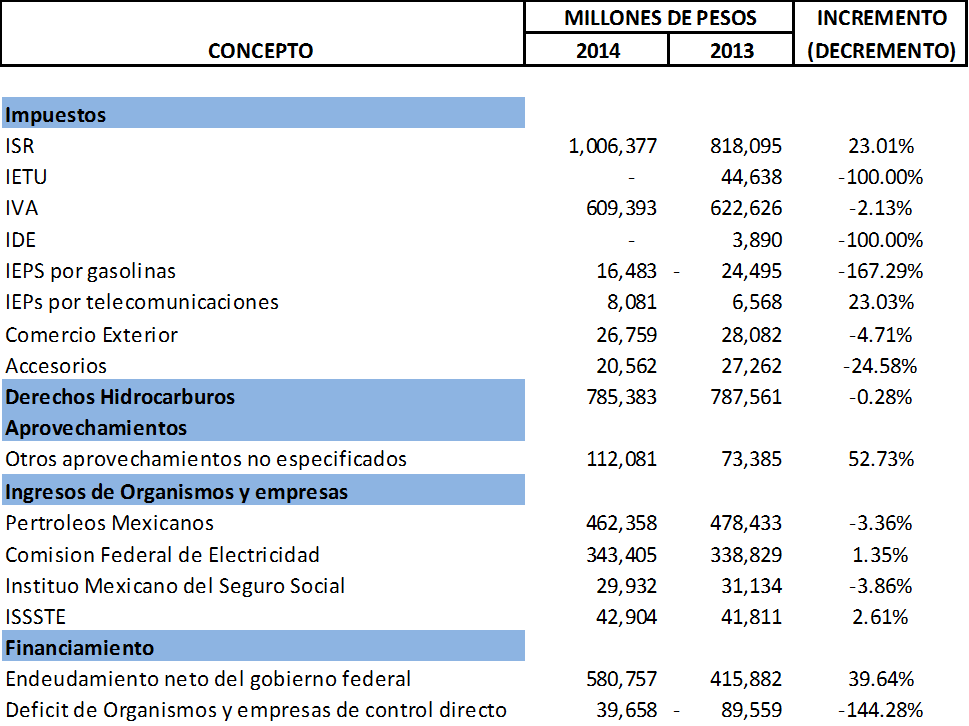 MILLONES DE PESOS INCREMENTO
CONCEPTO 2014 2013 (DECREMENTO)
Impuestos
ISR 1,006,377 818,095 23.01%
IETU - 44,638 -100.00%
IVA 609,393 622,626 -2.13%
IDE - 3,890 -100.00%
IEPS por gasolinas 16,483 - 24,495 -167.29%
IEPs por telecomunicaciones 8,081 6,568 23.03%
Comercio Exterior 26,759 28,082 -4.71%
Accesorios 20,562 27,262 -24.58%
Derechos Hidrocarburos 785,383 787,561 -0.28%
Aprovechamientos
Otros aprovechamientos no especificados 112,081 73,385 52.73%
Ingresos de Organismos y empresas
Pertroleos Mexicanos 462,358 478,433 -3.36%
Comision Federal de Electricidad 343,405 338,829 1.35%
Instituo Mexicano del Seguro Social 29,932 31,134 -3.86%
ISSSTE 42,904 41,811 2.61%
Financiamiento
Endeudamiento neto del gobierno federal 580,757 415,882 39.64%
Deficit de Organismos y empresas de control directo 39,658 - 89,559 -144.28%